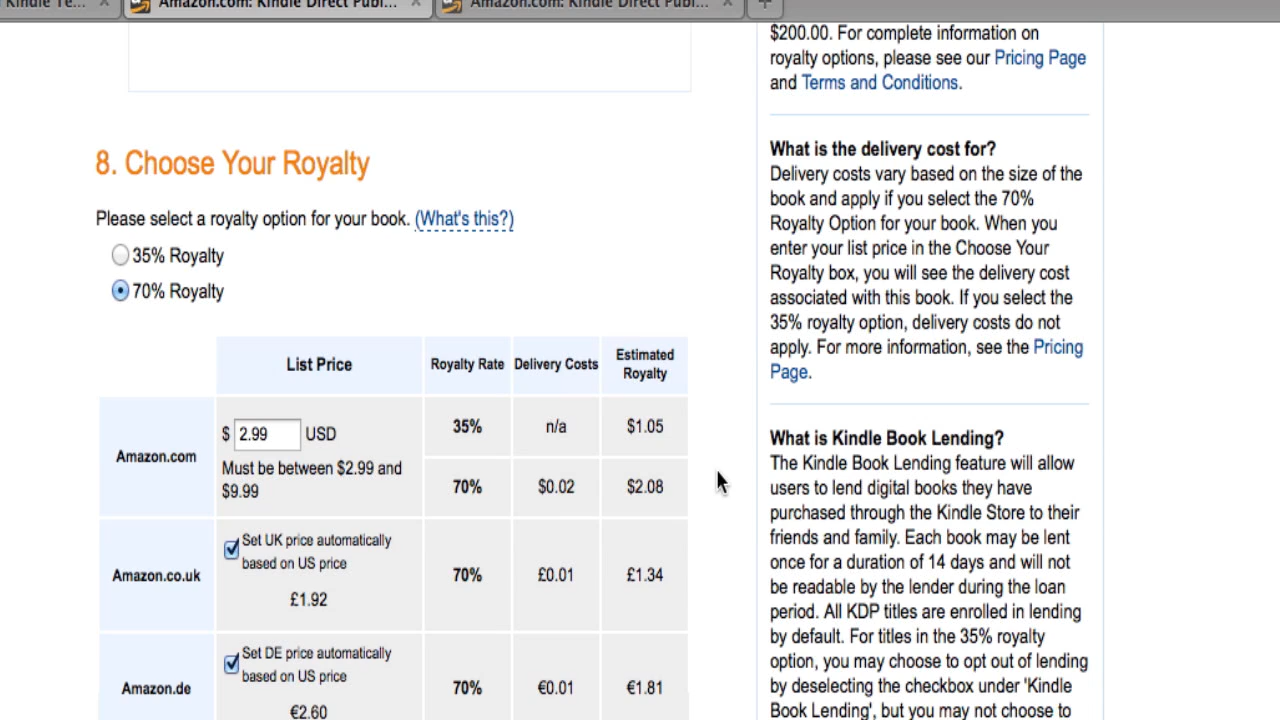 Kindle Te...
Amazon.com: Kindle Direct Publ...
Amazon.com: Kindle Direct Publ...
8. Choose Your Royalty
Please select a royalty option for your book. (What's this?)
35% Royalty
70% Royalty
List Price
Royalty Rate
Delivery Costs
Estimated
Royalty
Amazon.com
$ 2.99 USD
Must be between $2.99 and
$9.99
35%
n/a
$1.05
70%
$0.02
$2.08
Amazon.co.uk
Set UK price automatically
based on US price
£1.92
70%
£0.01
£1.34
Amazon.de
Set DE price automatically
based on US price
€2.60
70%
€0.01
€1.81
$200.00. For complete information on
royalty options, please see our Pricing Page
and Terms and Conditions.
What is the delivery cost for?
Delivery costs vary based on the size of the
book and apply if you select the 70%
Royalty Option for your book. When you
enter your list price in the Choose Your
Royalty box, you will see the delivery cost
associated with this book. If you select the
35% royalty option, delivery costs do not
apply. For more information, see the Pricing
Page.
What is Kindle Book Lending?
The Kindle Book Lending feature will allow
users to lend digital books they have
purchased through the Kindle Store to their
friends and family. Each book may be lent
once for a duration of 14 days and will not
be readable by the lender during the loan
period. All KDP titles are enrolled in lending
by default. For titles in the 35% royalty
option, you may choose to opt out of lending
by deselecting the checkbox under 'Kindle
Book Lending', but you may not choose to